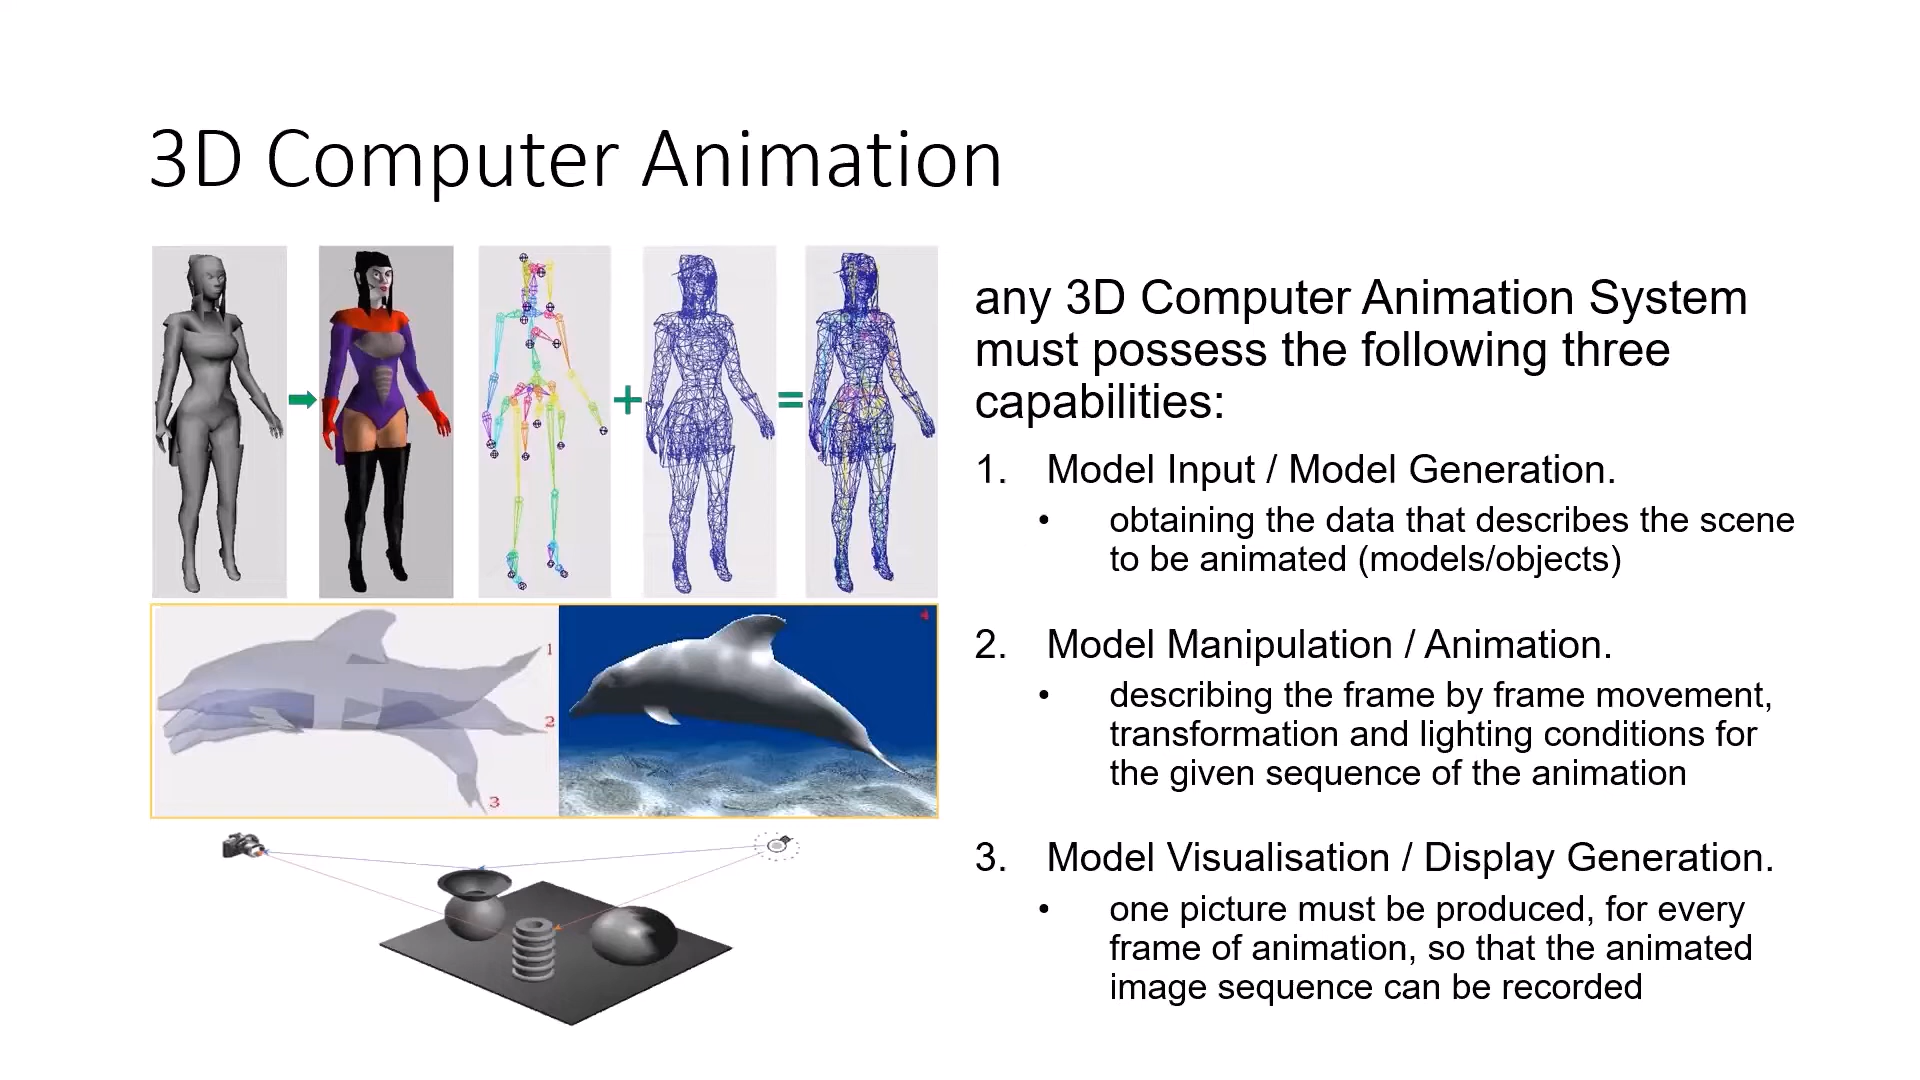 3D Computer Animation
any 3D Computer Animation System
must possess the following three
capabilities:
1. Model Input / Model Generation.
• obtaining the data that describes the scene
to be animated (models/objects)
2. Model Manipulation / Animation.
• describing the frame by frame movement,
transformation and lighting conditions for
the given sequence of the animation
3. Model Visualisation / Display Generation.
• one picture must be produced, for every
frame of animation, so that the animated
image sequence can be recorded
+
=
1
2
3
4